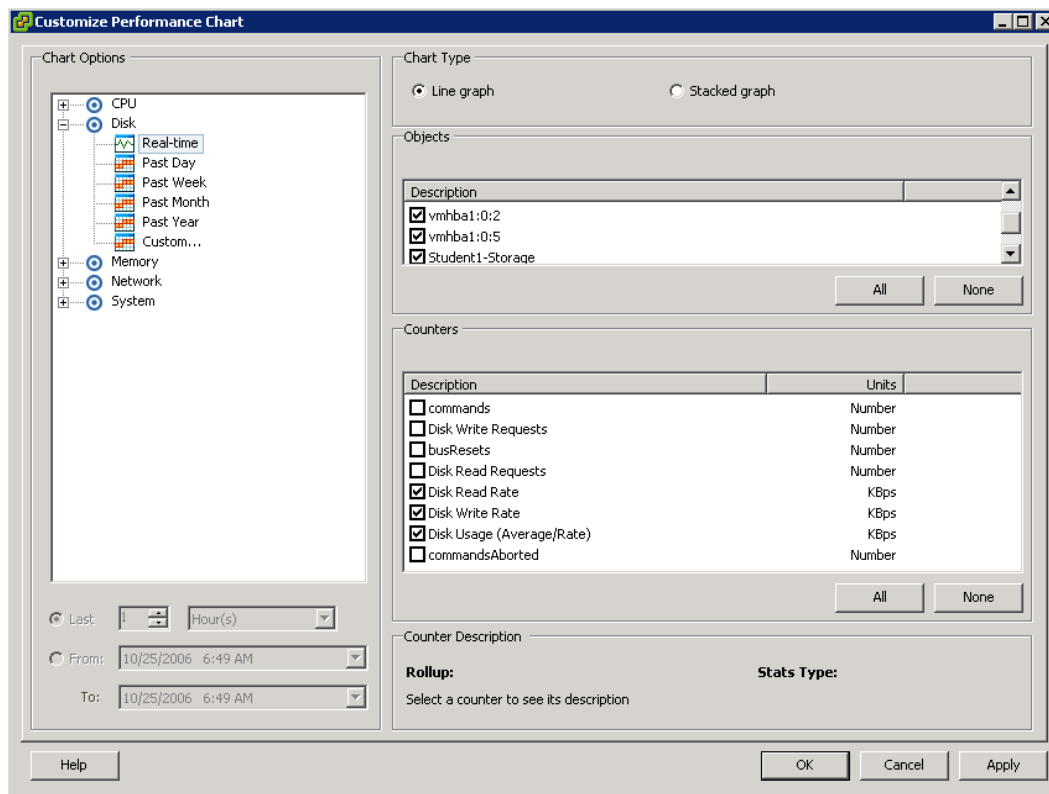 Customize Performance Chart
Chart Options
CPU
Disk
Real-time
Past Day
Past Week
Past Month
Past Year
Custom...
Memory
Network
System
Last 1 Hour(s)
From: 10/25/2006 6:49 AM
To: 10/25/2006 6:49 AM
Chart Type
Line graph Stacked graph
Objects
Description
vmhba1:0:2
vmhba1:0:5
Student1-Storage
All None
Counters
Description Units
commands Number
Disk Write Requests Number
busResets Number
Disk Read Requests Number
Disk Read Rate KBps
Disk Write Rate KBps
Disk Usage (Average/Rate) KBps
commandsAborted Number
All None
Counter Description
Rollup: Stats Type:
Select a counter to see its description
Help OK Cancel Apply